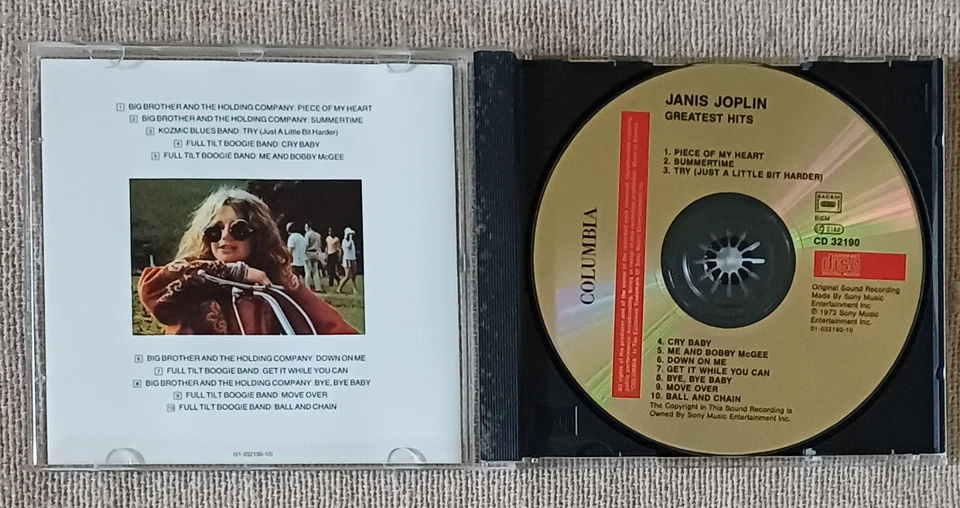 1 BIG BROTHER AND THE HOLDING COMPANY: PIECE OF MY HEART
2 BIG BROTHER AND THE HOLDING COMPANY: SUMMERTIME
3 KOZMIC BLUES BAND: TRY (Just A Little Bit Harder)
4 FULL TILT BOOGIE BAND: CRY BABY
5 FULL TILT BOOGIE BAND: ME AND BOBBY McGEE
6 BIG BROTHER AND THE HOLDING COMPANY: DOWN ON ME
7 FULL TILT BOOGIE BAND: GET IT WHILE YOU CAN
8 BIG BROTHER AND THE HOLDING COMPANY: BYE, BYE BABY
9 FULL TILT BOOGIE BAND: MOVE OVER
10 FULL TILT BOOGIE BAND: BALL AND CHAIN
(01-032190-10)
JANIS JOPLIN
GREATEST HITS
1. PIECE OF MY HEART
2. SUMMERTIME
3. TRY (JUST A LITTLE BIT HARDER)
COLUMBIA
BIEM
CD 32190
disc
Original Sound Recording
Made By Sony Music
Entertainment Inc.
℗ 1973 Sony Music
Entertainment Inc.
01-032190-10
4. CRY BABY
5. ME AND BOBBY McGEE
6. DOWN ON ME
7. GET IT WHILE YOU CAN
8. BYE, BYE BABY
9. MOVE OVER
10. BALL AND CHAIN
The Copyright In This Sound Recording Is
Owned By Sony Music Entertainment Inc.